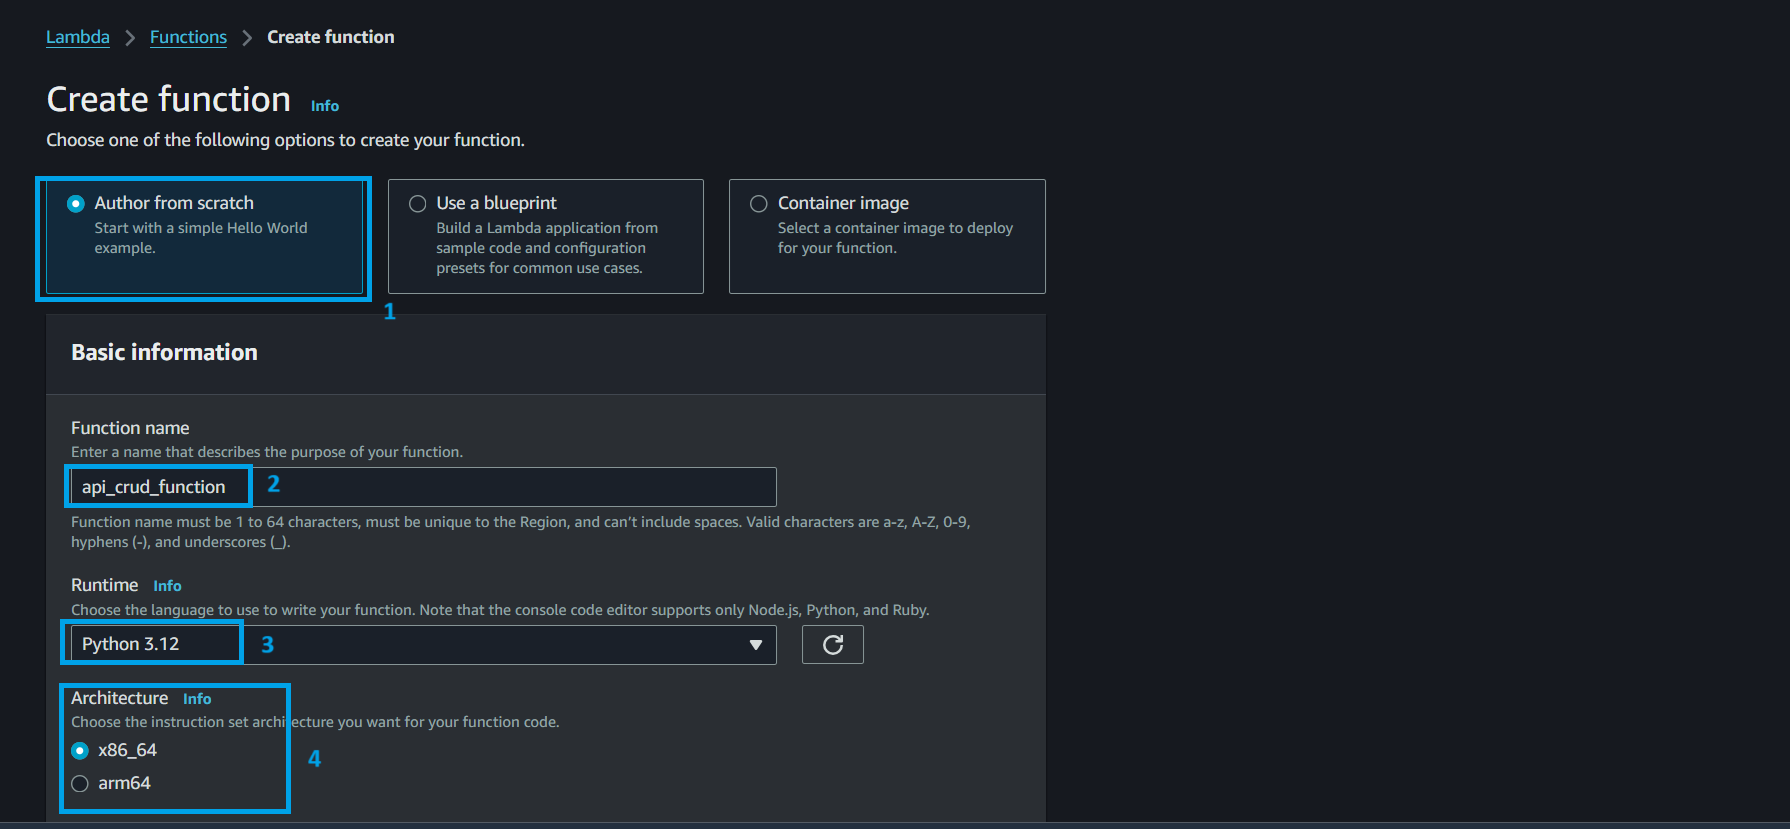 Lambda > Functions > Create function
Create function Info
Choose one of the following options to create your function.
Author from scratch
Start with a simple Hello World
example.
Use a blueprint
Build a Lambda application from
sample code and configuration
presets for common use cases.
Container image
Select a container image to deploy
for your function.
1
Basic information
Function name
Enter a name that describes the purpose of your function.
api_crud_function 2
Function name must be 1 to 64 characters, must be unique to the Region, and can't include spaces. Valid characters are a-z, A-Z, 0-9,
hyphens (-), and underscores (_).
Runtime Info
Choose the language to use to write your function. Note that the console code editor supports only Node.js, Python, and Ruby.
Python 3.12 3
Architecture Info
Choose the instruction set architecture you want for your function code.
x86_64
4
arm64